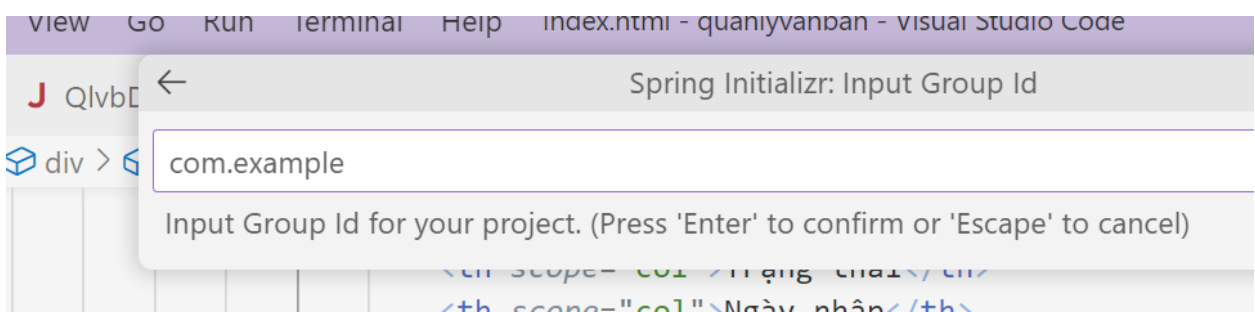 View Go Run Terminal Help index.html - quanlyvanban - Visual Studio Code
Spring Initializr: Input Group Id
J QlvbD
div >
com.example
Input Group Id for your project. (Press 'Enter' to confirm or 'Escape' to cancel)
<th scope="col">Trạng thái</th>
<th scope="col">Ngày nhận</th>